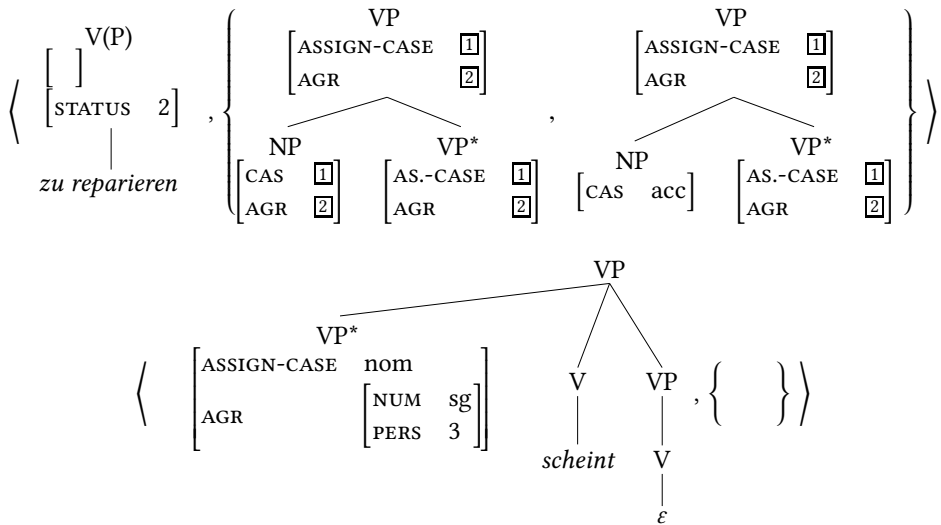 V(P) VP VP
[ ] [ASSIGN-CASE 1] [ASSIGN-CASE 1]
⟨ [STATUS 2] , { [AGR 2] , [AGR 2] } ⟩
NP VP* NP VP*
zu reparieren [CAS 1] [AS.-CASE 1] [CAS acc] [AS.-CASE 1]
[AGR 2] [AGR 2] [AGR 2]
VP
VP*
[ASSIGN-CASE nom] V VP
⟨ [AGR [NUM sg] , { } ⟩
[PERS 3]]
scheint V
ε